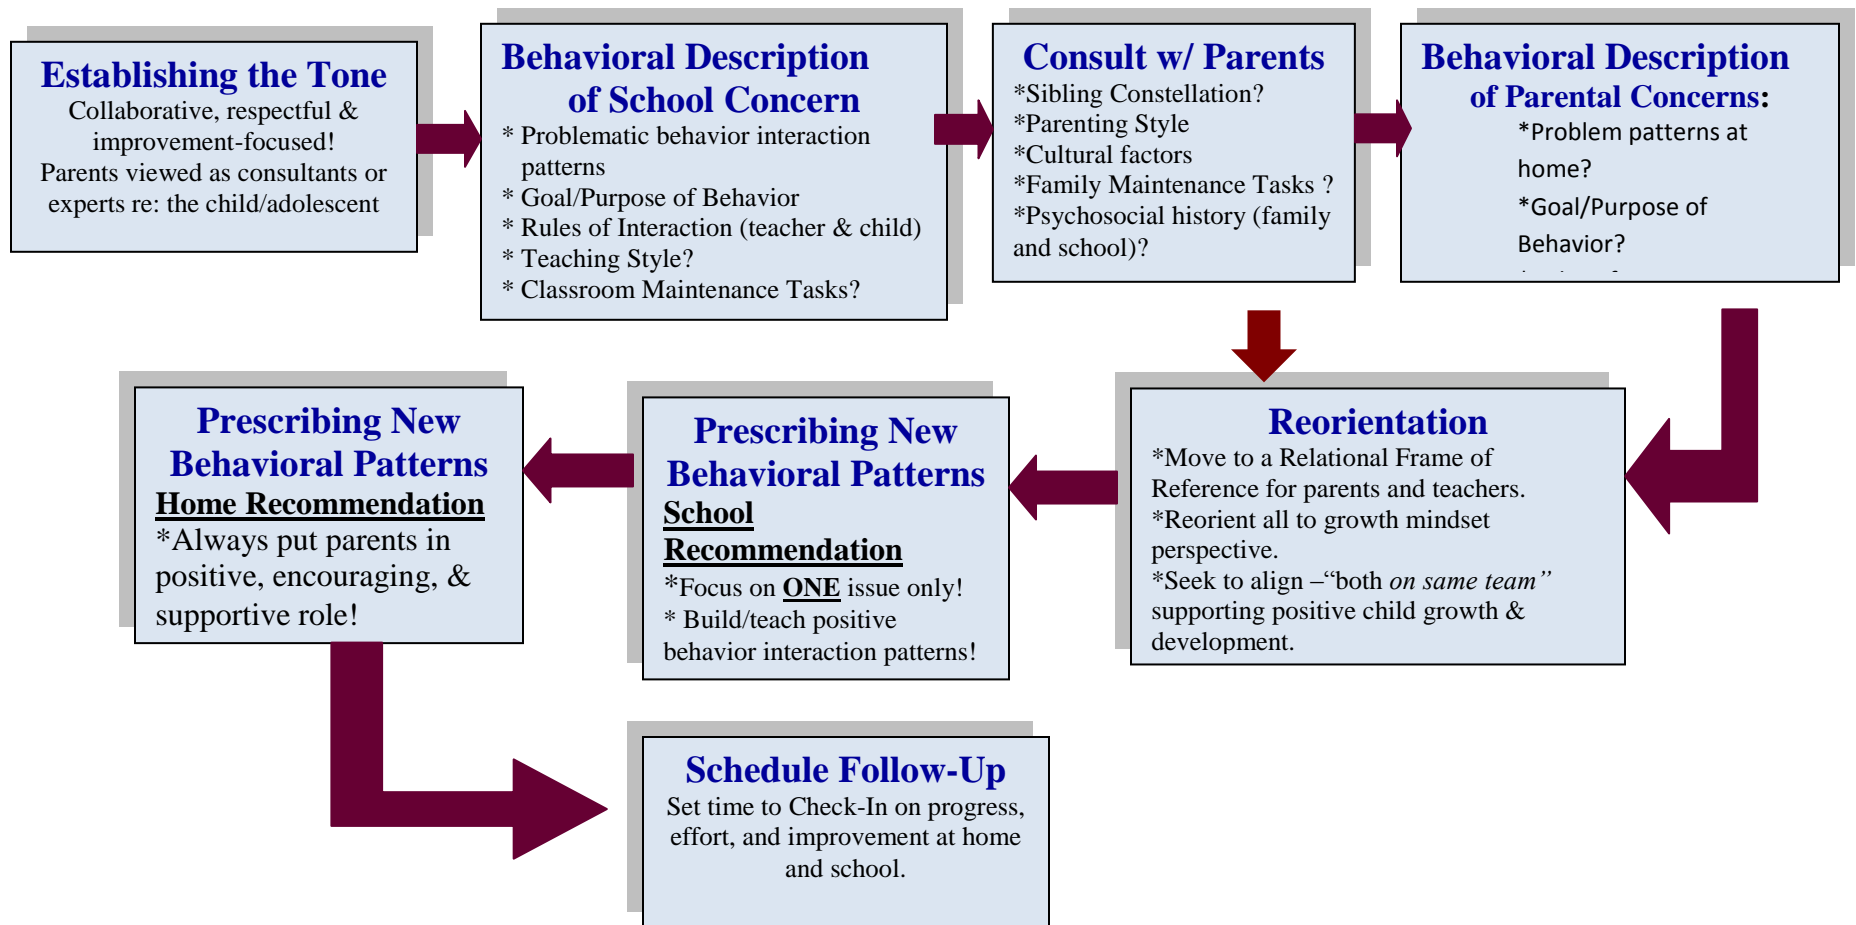 Establishing the Tone
Collaborative, respectful &
improvement-focused!
Parents viewed as consultants or
experts re: the child/adolescent
Behavioral Description
of School Concern
* Problematic behavior interaction
patterns
* Goal/Purpose of Behavior
* Rules of Interaction (teacher & child)
* Teaching Style?
* Classroom Maintenance Tasks?
Consult w/ Parents
*Sibling Constellation?
*Parenting Style
*Cultural factors
*Family Maintenance Tasks ?
*Psychosocial history (family
and school)?
Behavioral Description
of Parental Concerns:
*Problem patterns at
home?
*Goal/Purpose of
Behavior?
Reorientation
*Move to a Relational Frame of
Reference for parents and teachers.
*Reorient all to growth mindset
perspective.
*Seek to align –“both on same team”
supporting positive child growth &
development.
Prescribing New
Behavioral Patterns
School
Recommendation
*Focus on ONE issue only!
* Build/teach positive
behavior interaction patterns!
Prescribing New
Behavioral Patterns
Home Recommendation
*Always put parents in
positive, encouraging, &
supportive role!
Schedule Follow-Up
Set time to Check-In on progress,
effort, and improvement at home
and school.